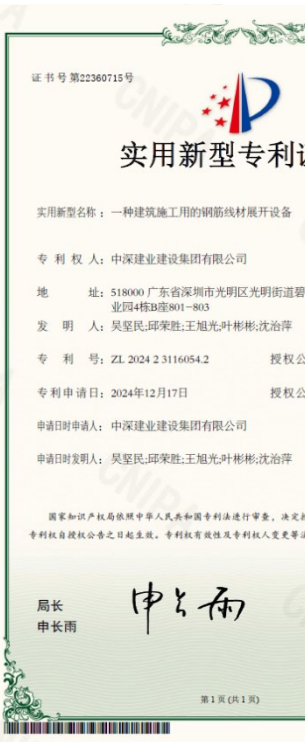 证书号第22360715号
实用新型专利
实用新型名称：一种建筑施工用的钢筋线材展开设备
专利权人：中深建业建设集团有限公司
地址：518000 广东省深圳市光明区光明街道碧
业园4栋B座801-803
发明人：吴坚民;邱荣胜;王旭光;叶彬彬;沈治萍
专利号：ZL 2024 2 3116054.2 授权公
专利申请日：2024年12月17日 授权公
申请日时申请人：中深建业建设集团有限公司
申请日时发明人：吴坚民;邱荣胜;王旭光;叶彬彬;沈治萍
国家知识产权局依照中华人民共和国专利法进行审查，决定
专利权自授权公告之日起生效。专利权有效性及专利权人变更等
局长
申长雨
申长雨
第1页(共1页)
CNIPA
CNIPA